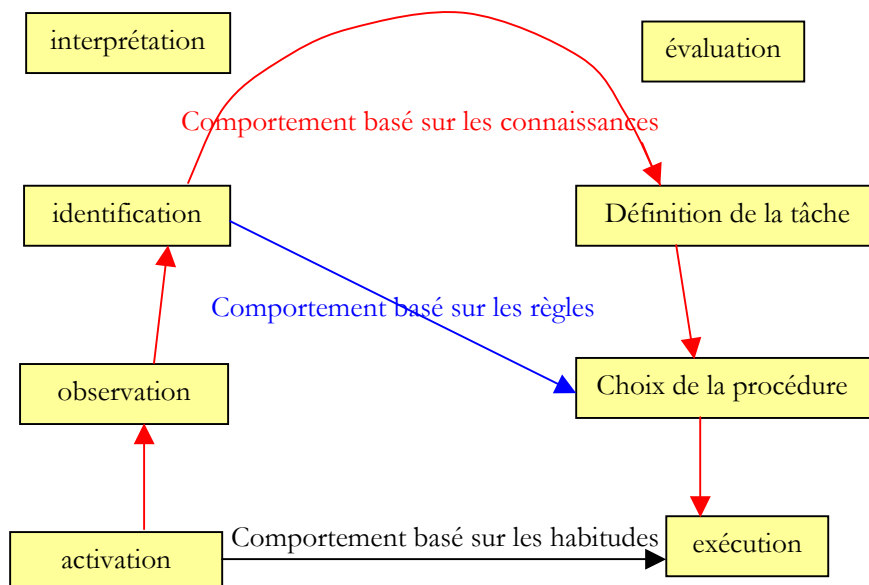 interprétation
évaluation
Comportement basé sur les connaissances
identification
Définition de la tâche
Comportement basé sur les règles
observation
Choix de la procédure
Comportement basé sur les habitudes
activation
exécution